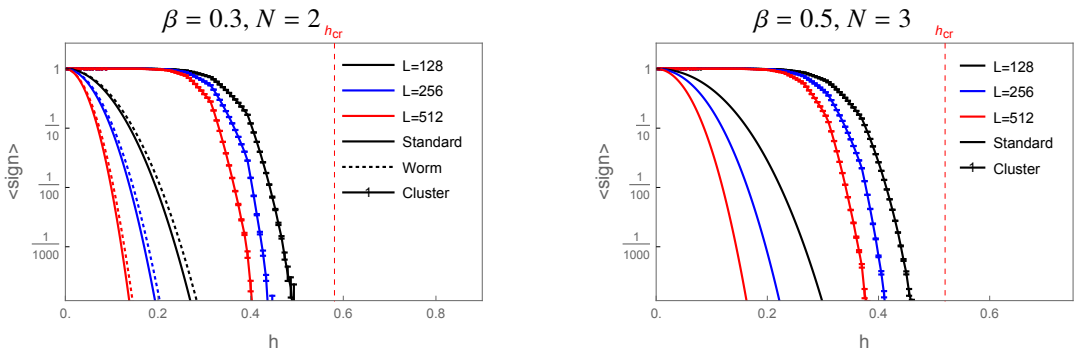 β = 0.3, N = 2
h_cr
<sign>
1
1/10
1/100
1/1000
L=128
L=256
L=512
Standard
Worm
Cluster
0.
0.2
0.4
0.6
0.8
h
β = 0.5, N = 3
h_cr
<sign>
1
1/10
1/100
1/1000
L=128
L=256
L=512
Standard
Cluster
0.
0.2
0.4
0.6
h